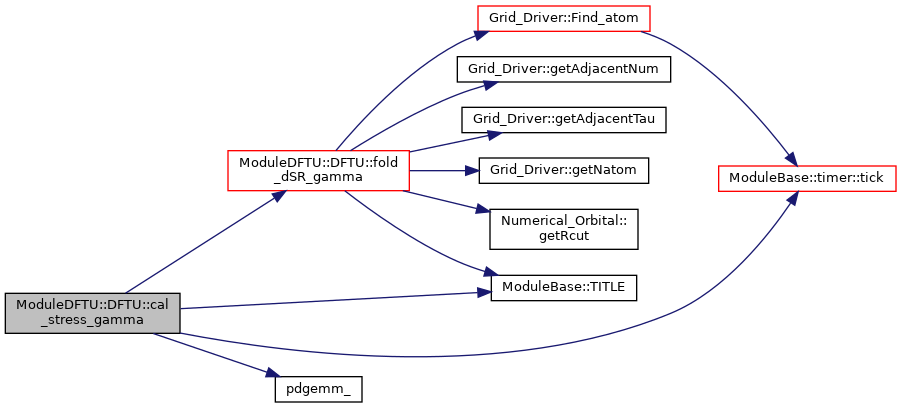 Grid_Driver::Find_atom
Grid_Driver::getAdjacentNum
Grid_Driver::getAdjacentTau
ModuleDFTU::DFTU::fold
_dSR_gamma
Grid_Driver::getNatom
ModuleBase::timer::tick
Numerical_Orbital::
getRcut
ModuleBase::TITLE
ModuleDFTU::DFTU::cal
_stress_gamma
pdgemm_